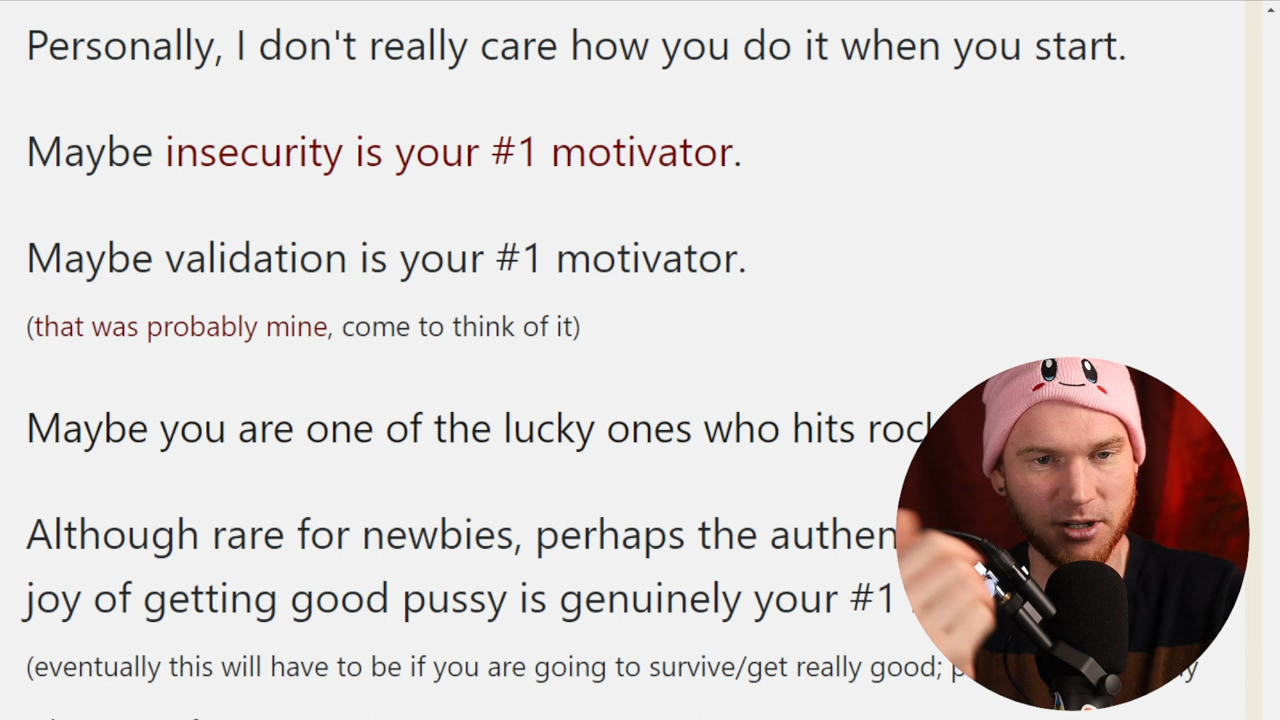 Personally, I don't really care how you do it when you start.
Maybe insecurity is your #1 motivator.
Maybe validation is your #1 motivator.
(that was probably mine, come to think of it)
Maybe you are one of the lucky ones who hits
Although rare for newbies, perhaps the
joy of getting good pussy is genuinely your #1
(eventually this will have to be if you are going to survive/get really good;